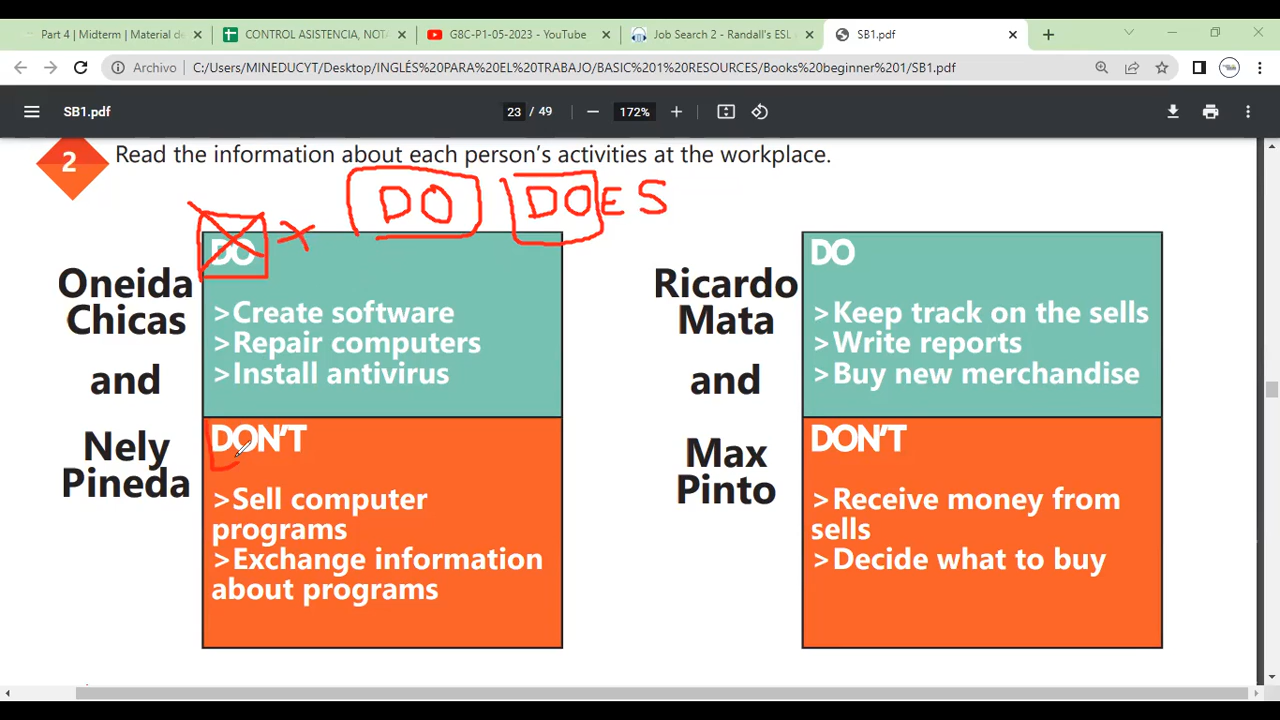 Part 4 | Midterm | Material de
CONTROL ASISTENCIA, NOTA
G8C-P1-05-2023 - YouTube
Job Search 2 - Randall's ESL
SB1.pdf
Archivo
C:/Users/MINEDUCYT/Desktop/INGLÉS%20PARA%20EL%20TRABAJO/BASIC%201%20RESOURCES/Books%20beginner%201/SB1.pdf
SB1.pdf
23 / 49
172%
2
Read the information about each person's activities at the workplace.
DO DOES
x
Oneida
Chicas
and
Nely
Pineda
DO
>Create software
>Repair computers
>Install antivirus
DON'T
>Sell computer
programs
>Exchange information
about programs
Ricardo
Mata
and
Max
Pinto
DO
>Keep track on the sells
>Write reports
>Buy new merchandise
DON'T
>Receive money from
sells
>Decide what to buy